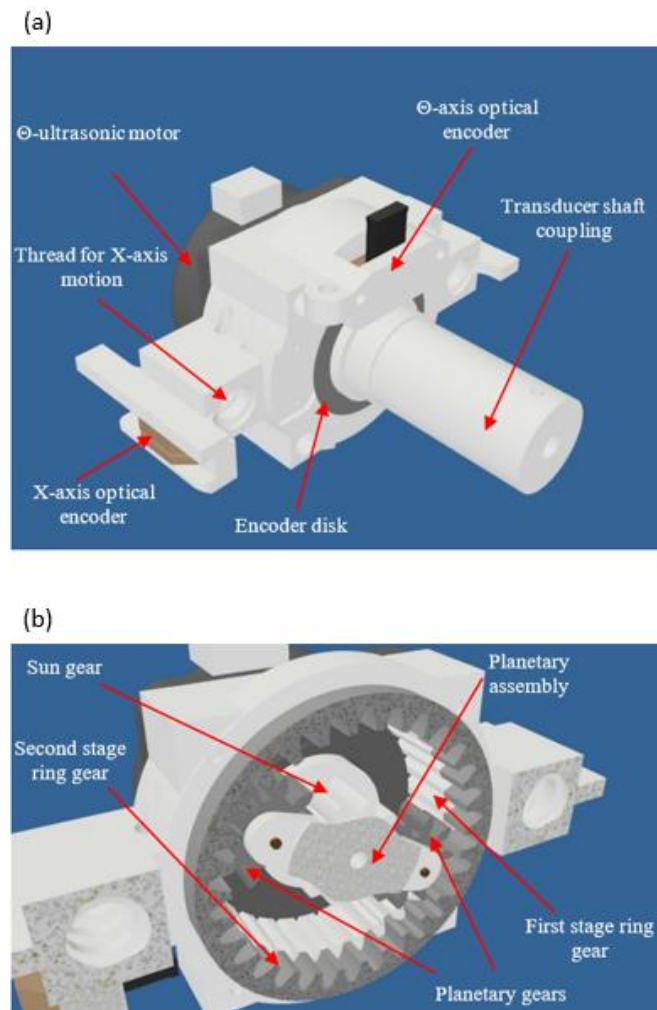 (a)
Θ-ultrasonic motor
Θ-axis optical
encoder
Transducer shaft
coupling
Thread for X-axis
motion
X-axis optical
encoder
Encoder disk
(b)
Sun gear
Planetary
assembly
Second stage
ring gear
First stage ring
gear
Planetary gears